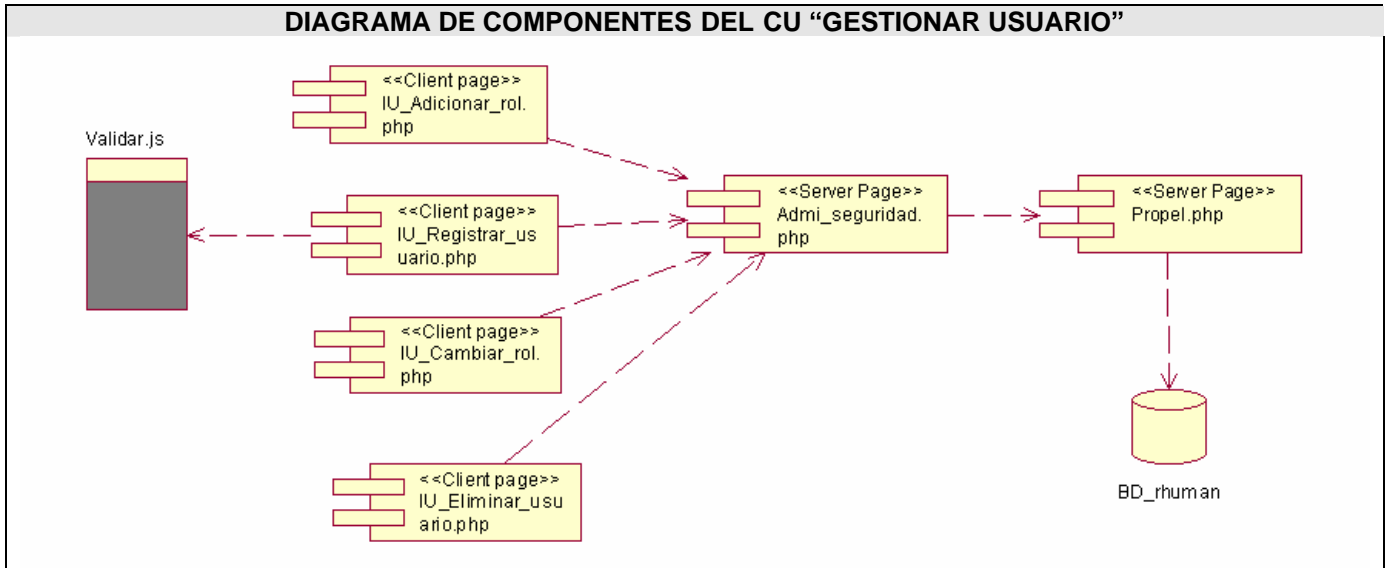 DIAGRAMA DE COMPONENTES DEL CU “GESTIONAR USUARIO”
<<Client page>>
IU_Adicionar_rol.
php
Validar.js
<<Client page>>
IU_Registrar_us
uario.php
<<Server Page>>
Admi_seguridad.
php
<<Server Page>>
Propel.php
<<Client page>>
IU_Cambiar_rol.
php
<<Client page>>
IU_Eliminar_usu
ario.php
BD_rhuman